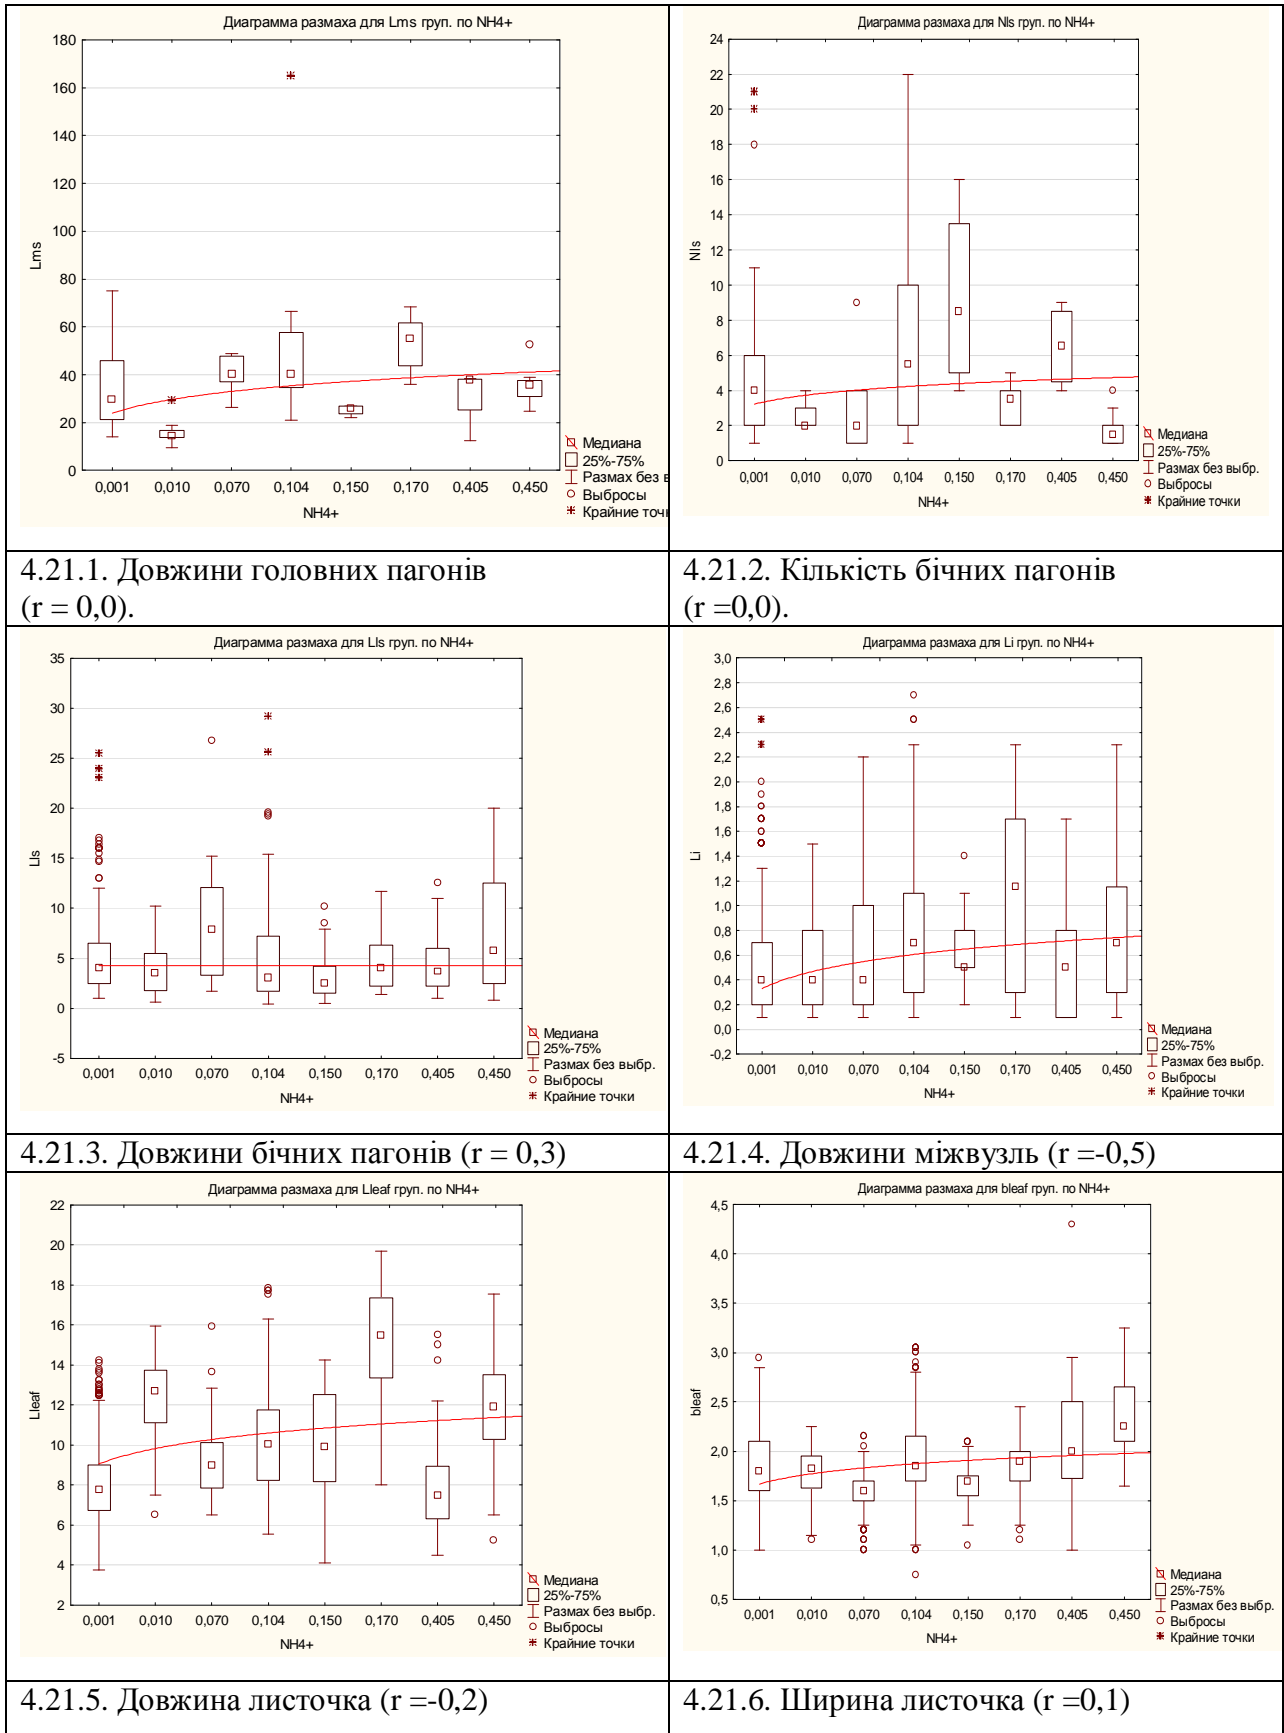 Диаграмма размаха для Lms груп. по NH4+
180
160
140
120
100
80
60
40
20
0
Lms
0,001 0,010 0,070 0,104 0,150 0,170 0,405 0,450
NH4+
Медиана
25%-75%
Размах без в
Выбросы
Крайние точк
Диаграмма размаха для Nls груп. по NH4+
24
22
20
18
16
14
12
10
8
6
4
2
0
Nls
0,001 0,010 0,070 0,104 0,150 0,170 0,405 0,450
NH4+
Медиана
25%-75%
Размах без выбр.
Выбросы
Крайние точки
4.21.1. Довжини головних пагонів
(r = 0,0).
4.21.2. Кількість бічних пагонів
(r =0,0).
Диаграмма размаха для Lls груп. по NH4+
35
30
25
20
15
10
5
0
-5
Lls
0,001 0,010 0,070 0,104 0,150 0,170 0,405 0,450
NH4+
Медиана
25%-75%
Размах без выбр.
Выбросы
Крайние точки
Диаграмма размаха для Li груп. по NH4+
3,0
2,8
2,6
2,4
2,2
2,0
1,8
1,6
1,4
1,2
1,0
0,8
0,6
0,4
0,2
0,0
-0,2
Li
0,001 0,010 0,070 0,104 0,150 0,170 0,405 0,450
NH4+
Медиана
25%-75%
Размах без выбр.
Выбросы
Крайние точки
4.21.3. Довжини бічних пагонів (r = 0,3)
4.21.4. Довжини міжвузль (r =-0,5)
Диаграмма размаха для Lleaf груп. по NH4+
22
20
18
16
14
12
10
8
6
4
2
Lleaf
0,001 0,010 0,070 0,104 0,150 0,170 0,405 0,450
NH4+
Медиана
25%-75%
Размах без выбр.
Выбросы
Крайние точки
Диаграмма размаха для bleaf груп. по NH4+
4,5
4,0
3,5
3,0
2,5
2,0
1,5
1,0
0,5
bleaf
0,001 0,010 0,070 0,104 0,150 0,170 0,405 0,450
NH4+
Медиана
25%-75%
Размах без выбр.
Выбросы
Крайние точки
4.21.5. Довжина листочка (r =-0,2)
4.21.6. Ширина листочка (r =0,1)